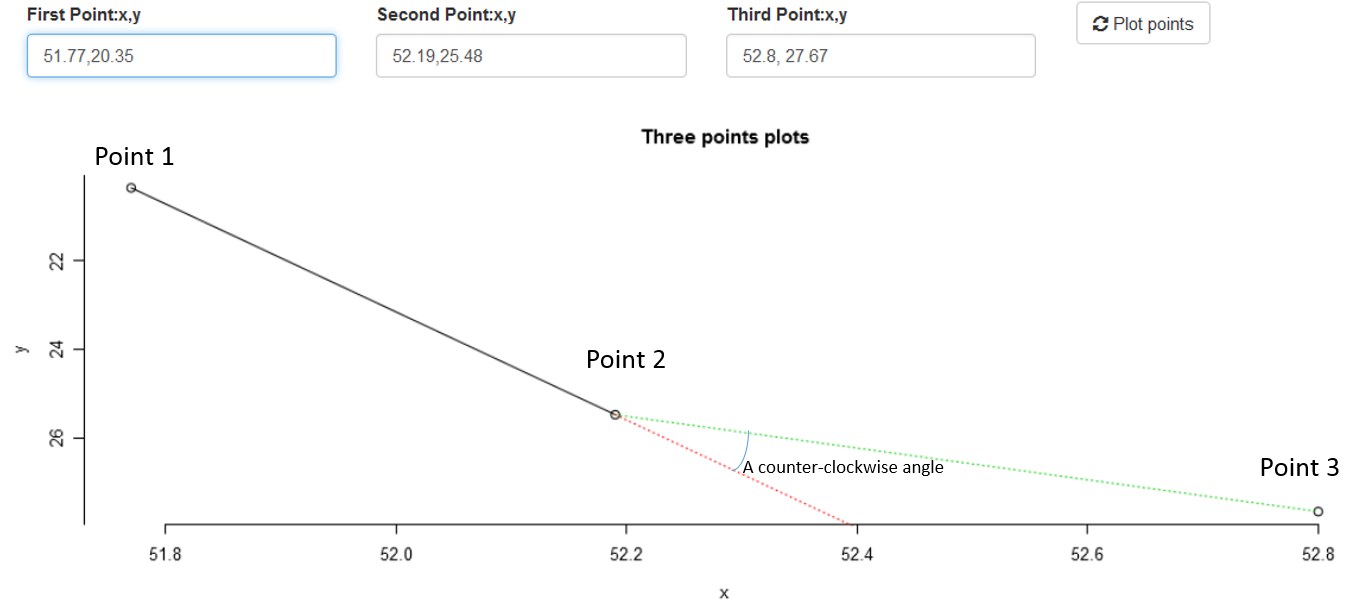 First Point:x,y Second Point:x,y Third Point:x,y
51.77,20.35 52.19,25.48 52.8, 27.67 Plot points
Three points plots
Point 1
22
y
24
Point 2
26
A counter-clockwise angle
Point 3
51.8 52.0 52.2 52.4 52.6 52.8
x